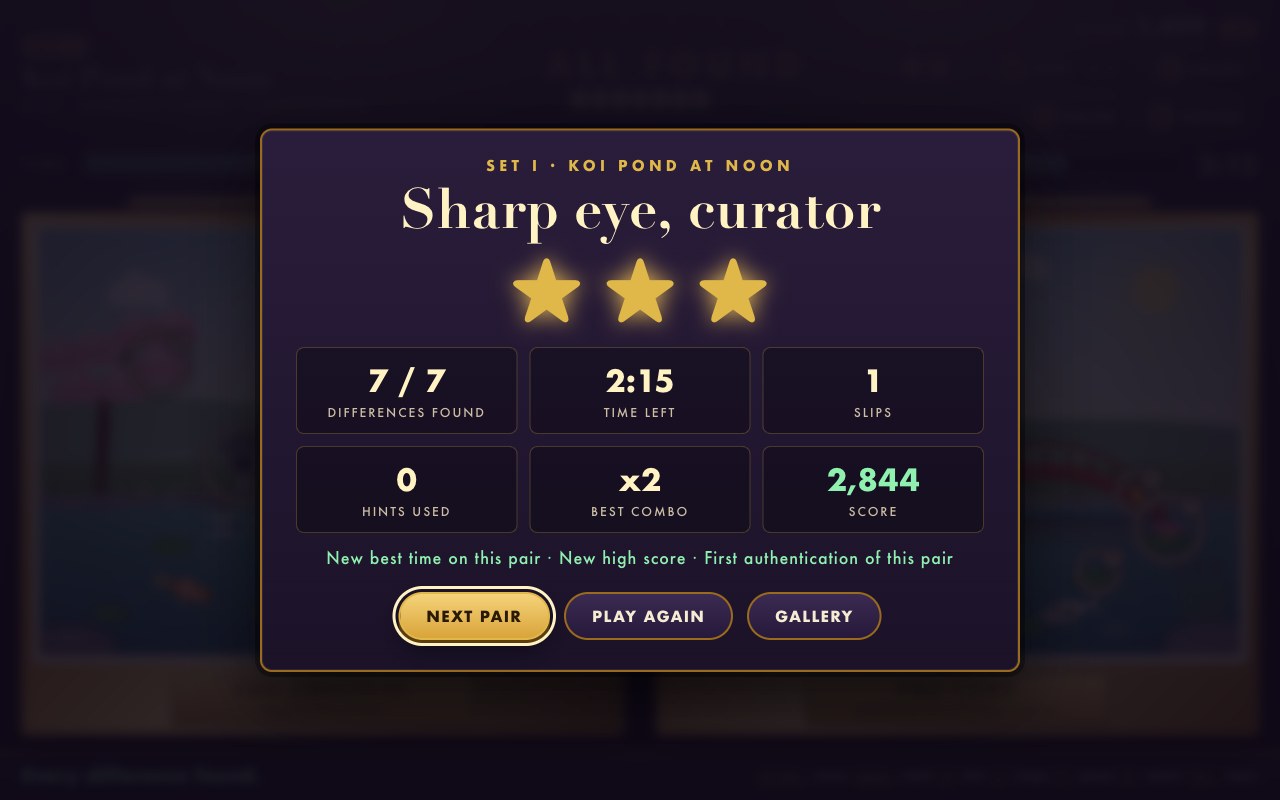 SET I · KOI POND AT NOON
Sharp eye, curator
7 / 7
DIFFERENCES FOUND
2:15
TIME LEFT
1
SLIPS
0
HINTS USED
x2
BEST COMBO
2,844
SCORE
New best time on this pair · New high score · First authentication of this pair
NEXT PAIR
PLAY AGAIN
GALLERY